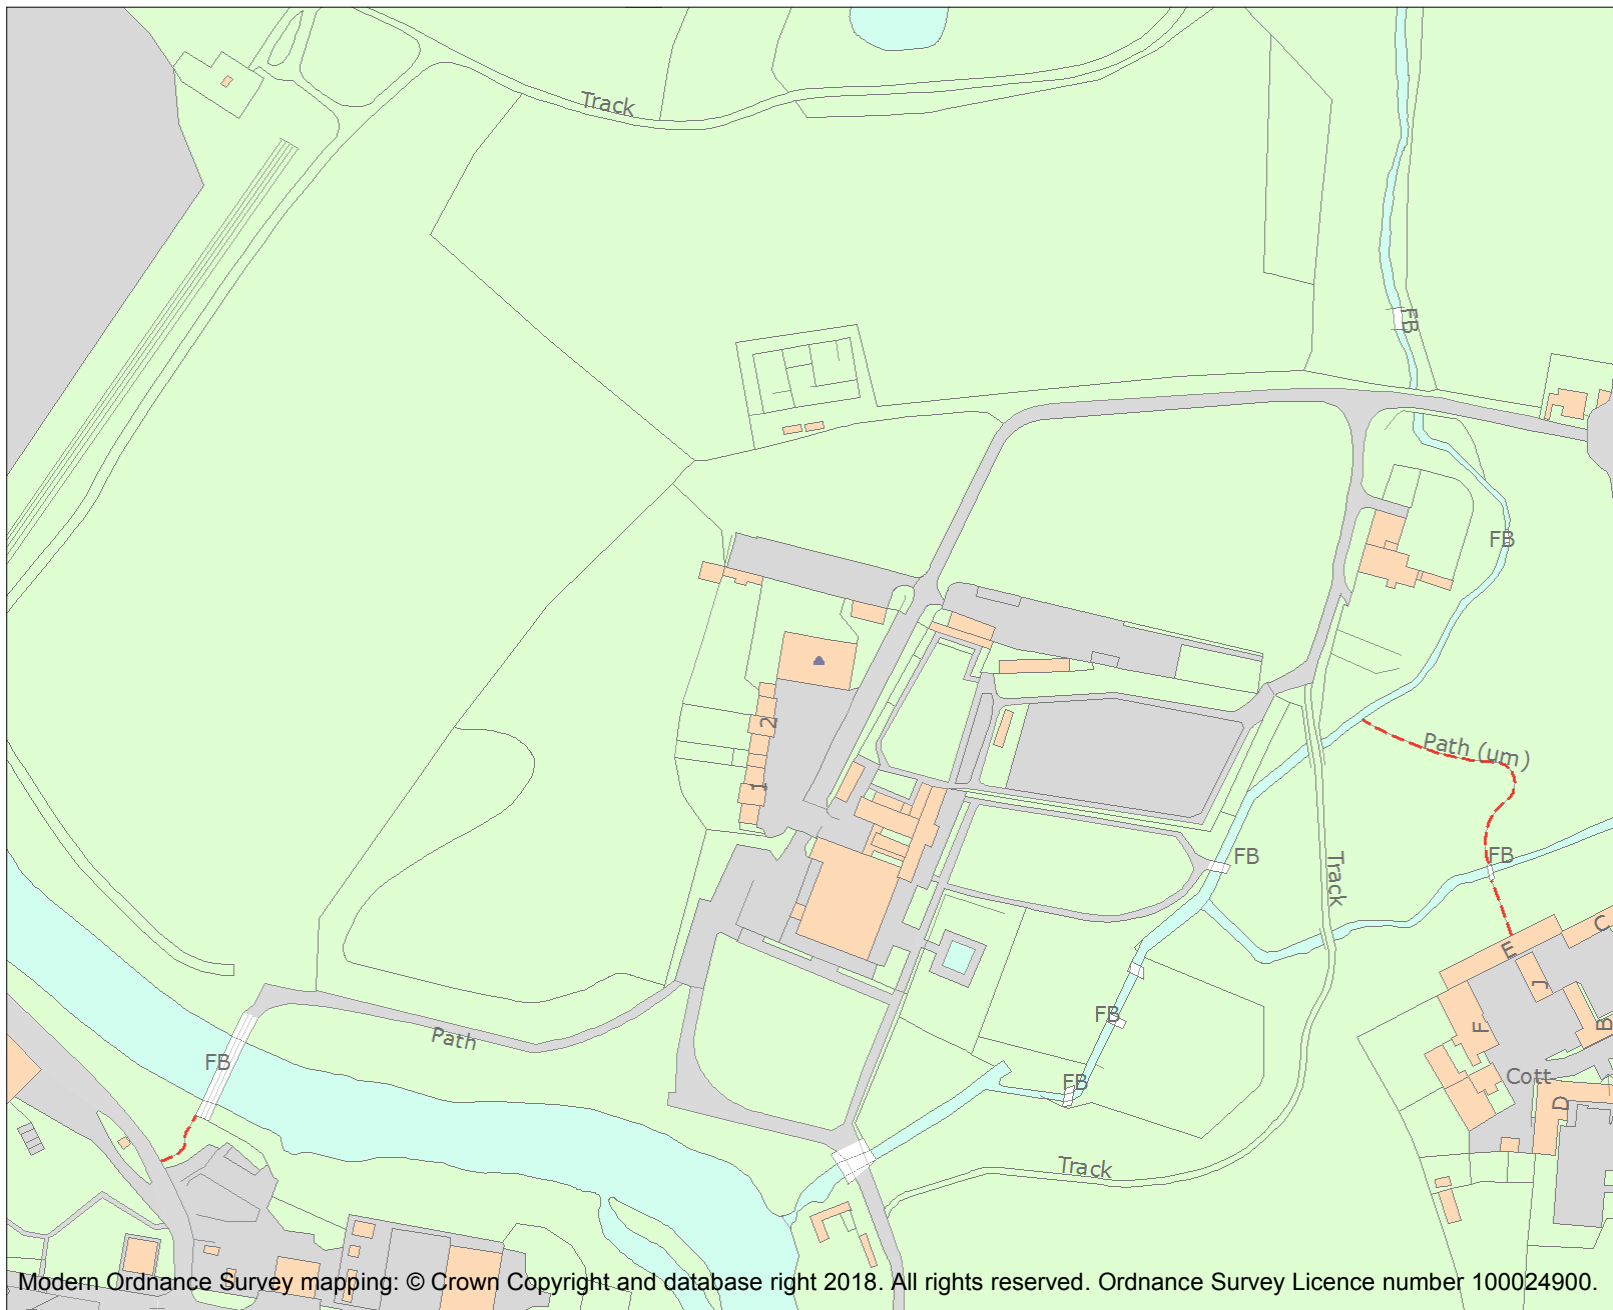 Track
FB
FB
2
Path (um)
1
FB
FB
Track
C
E
J
FB
B
F
Path
FB
Cott
FB
D
Track
Modern Ordnance Survey mapping: © Crown Copyright and database right 2018. All rights reserved. Ordnance Survey Licence number 100024900.